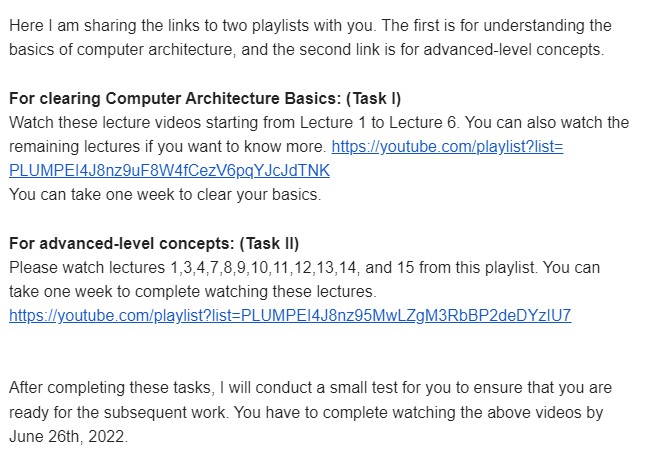 Here I am sharing the links to two playlists with you. The first is for understanding the
basics of computer architecture, and the second link is for advanced-level concepts.
For clearing Computer Architecture Basics: (Task I)
Watch these lecture videos starting from Lecture 1 to Lecture 6. You can also watch the
remaining lectures if you want to know more. https://youtube.com/playlist?list=
PLUMPEI4J8nz9uF8W4fCezV6pqYJcJdTNK
You can take one week to clear your basics.
For advanced-level concepts: (Task II)
Please watch lectures 1,3,4,7,8,9,10,11,12,13,14, and 15 from this playlist. You can
take one week to complete watching these lectures.
https://youtube.com/playlist?list=PLUMPEI4J8nz95MwLZgM3RbBP2deDYzIU7
After completing these tasks, I will conduct a small test for you to ensure that you are
ready for the subsequent work. You have to complete watching the above videos by
June 26th, 2022.